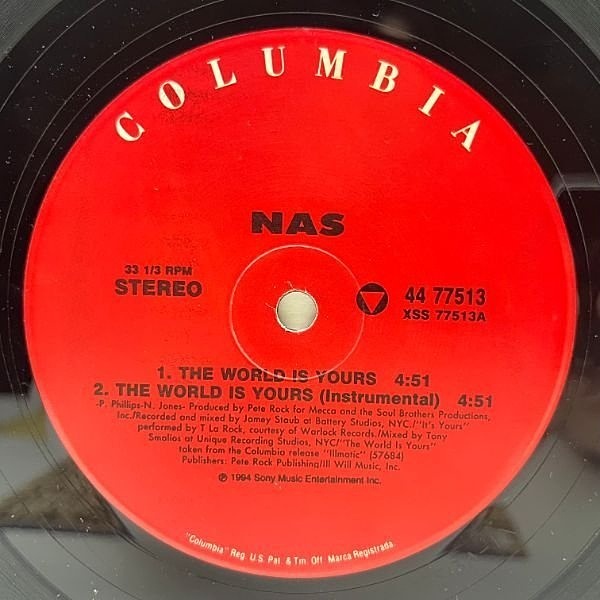 COLUMBIA
NAS
33 1/3 RPM
STEREO
44 77513
XSS 77513A
1. THE WORLD IS YOURS 4:51
2. THE WORLD IS YOURS (Instrumental) 4:51
-P. Phillips-N. Jones- Produced by Pete Rock for Mecca and the Soul Brothers Productions,
Inc./Recorded and mixed by Jamey Staub at Battery Studios, NYC./"It's Yours"
performed by T La Rock, courtesy of Warlock Records./Mixed by Tony
Smalios at Unique Recording Studios, NYC/"The World Is Yours"
taken from the Columbia release "Illmatic" (57684)
Publishers: Pete Rock Publishing/Ill Will Music, Inc.
℗ 1994 Sony Music Entertainment Inc.
"Columbia" Reg. U.S. Pat. & Tm. Off. Marca Registrada.